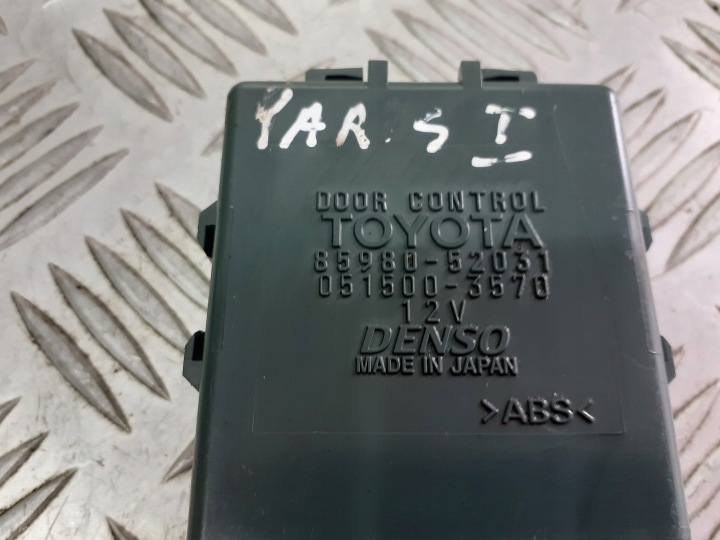 YAR.S I
DOOR CONTROL
TOYOTA
85980-52031
051500-3570
12V
DENSO
MADE IN JAPAN
>ABS<